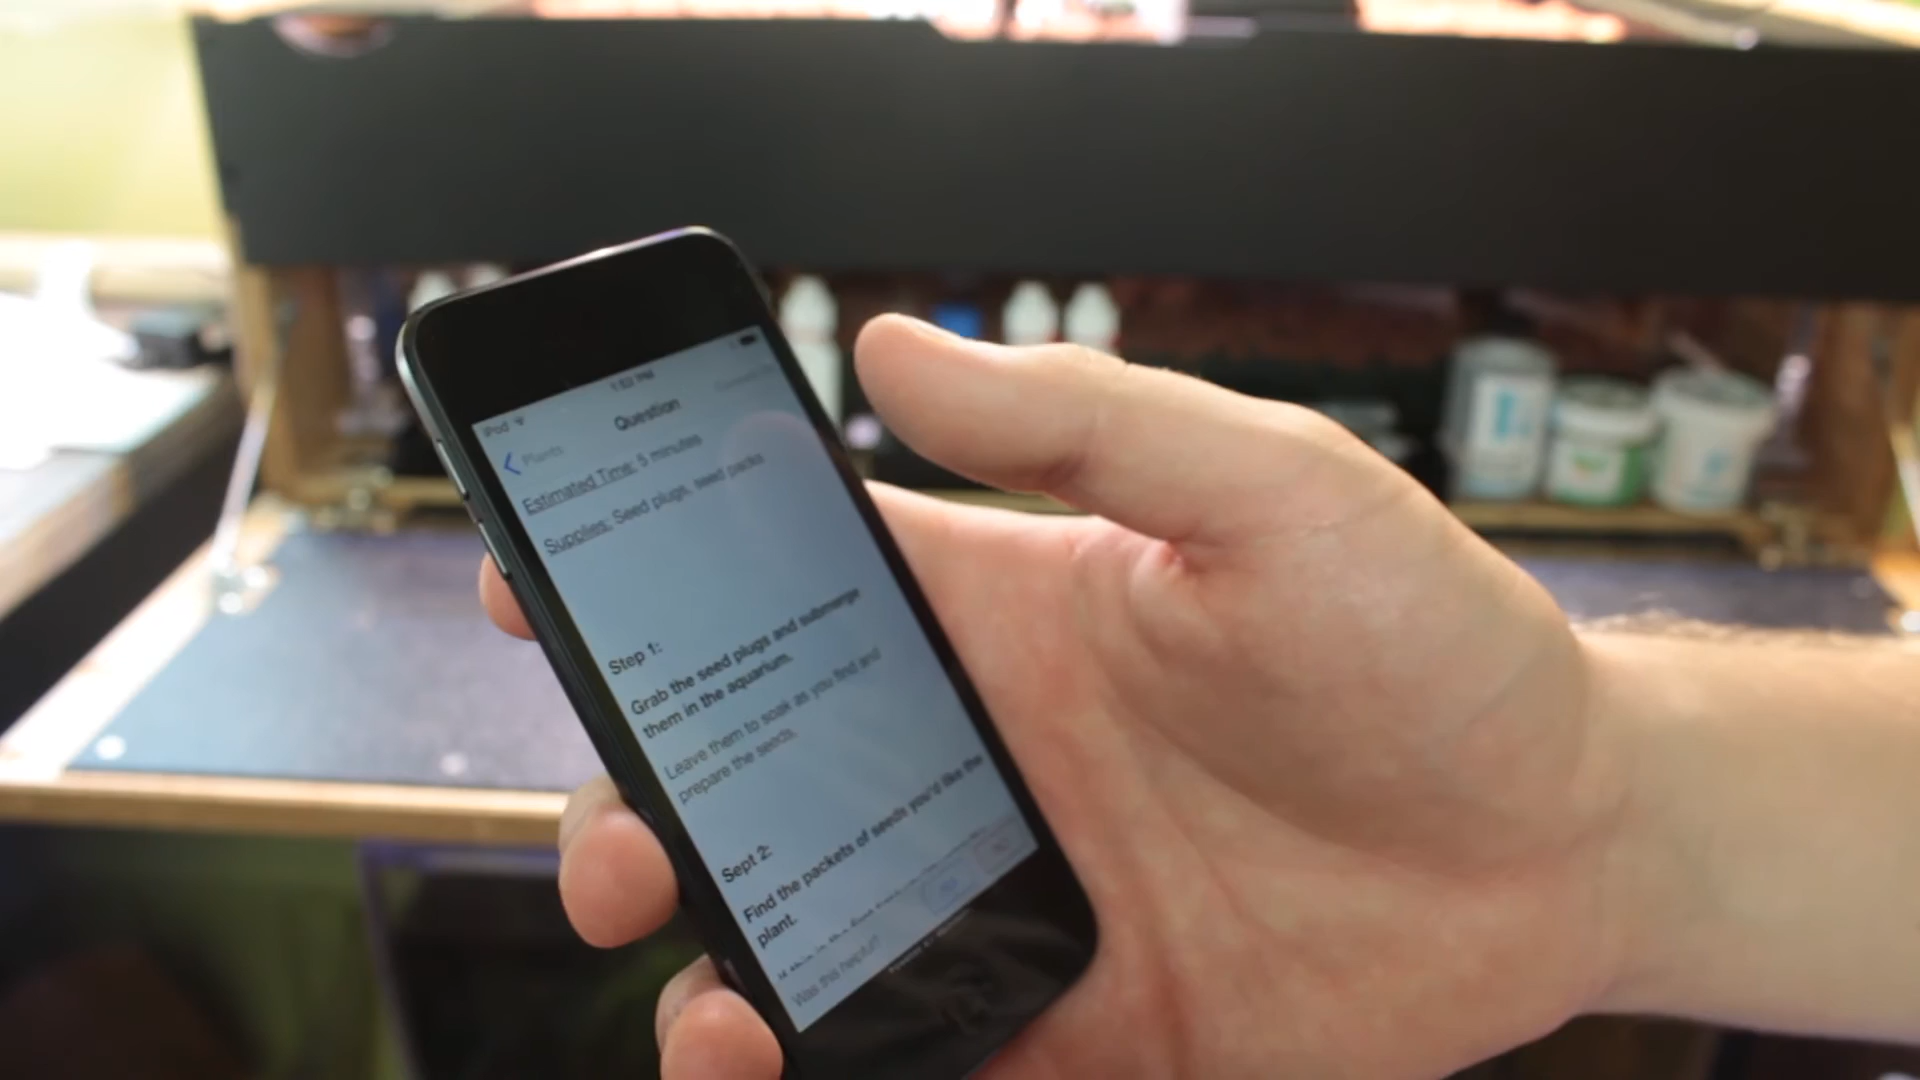 iPod
Question
Plants
Estimated Time: 5 minutes
Supplies: Seed plugs, seed packs
Step 1:
Grab the seed plugs and submerge
them in the aquarium.
Leave them to soak as you find and
prepare the seeds.
Sept 2:
Find the packets of seeds you'd like the
plant.
Was this helpful?